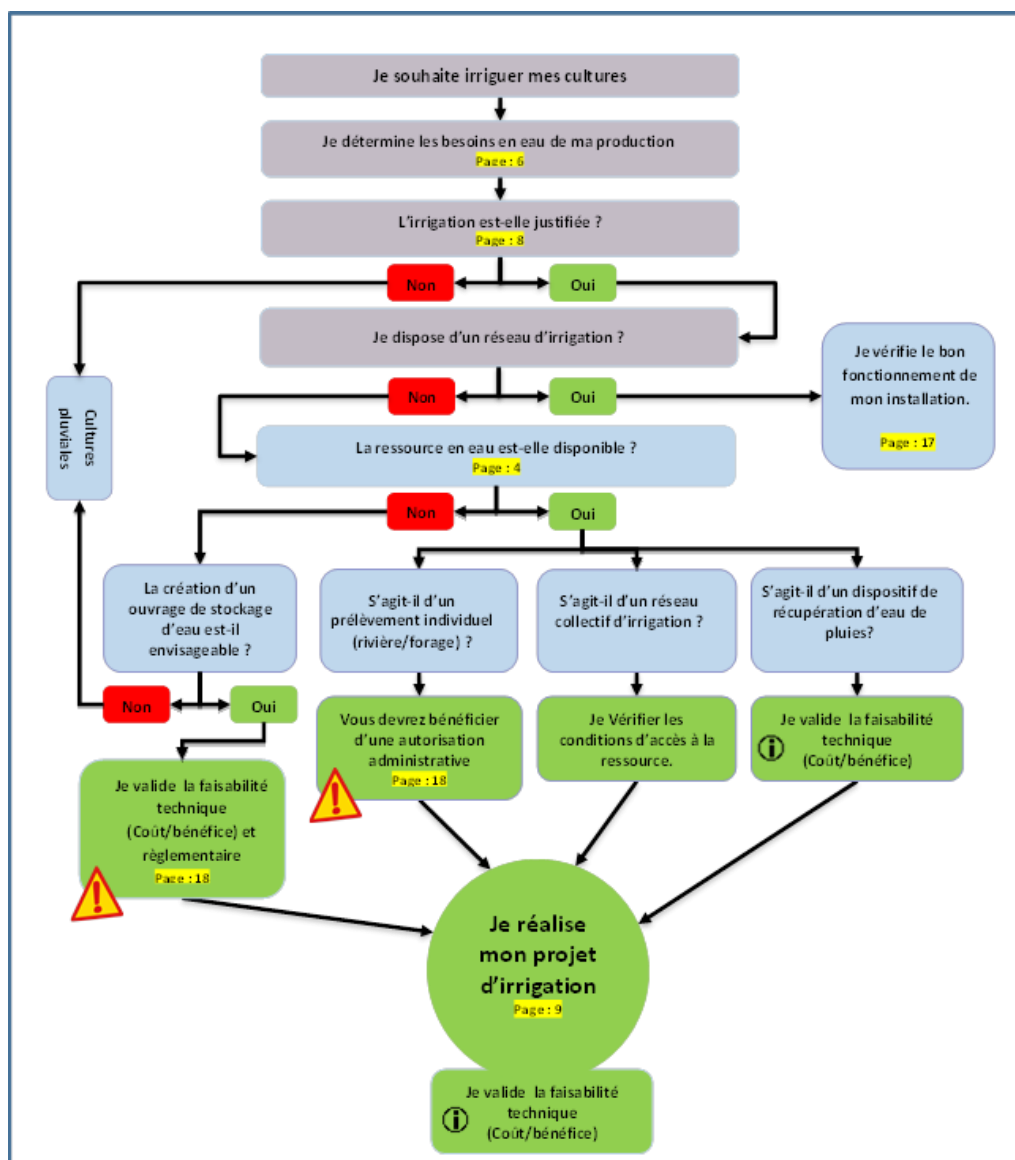 Je souhaite irriguer mes cultures
Je détermine les besoins en eau de ma production
Page : 6
L'irrigation est-elle justifiée ?
Page : 8
Non
Oui
Je dispose d'un réseau d'irrigation ?
Je vérifie le bon
fonctionnement de
mon installation.
Page : 17
Non
Oui
Cultures
pluviales
La ressource en eau est-elle disponible ?
Page : 4
Non
Oui
La création d'un
ouvrage de stockage
d'eau est-il
envisageable ?
S'agit-il d'un
prélèvement individuel
(rivière/forage) ?
S'agit-il d'un réseau
collectif d'irrigation ?
S'agit-il d'un dispositif de
récupération d'eau de
pluies?
Non
Oui
Vous devrez bénéficier
d'une autorisation
administrative
Page : 18
Je Vérifier les
conditions d'accès à la
ressource.
Je valide la faisabilité
technique
(Coût/bénéfice)
Je valide la faisabilité
technique
(Coût/bénéfice) et
règlementaire
Page : 18
Je réalise
mon projet
d'irrigation
Page : 9
Je valide la faisabilité
technique
(Coût/bénéfice)